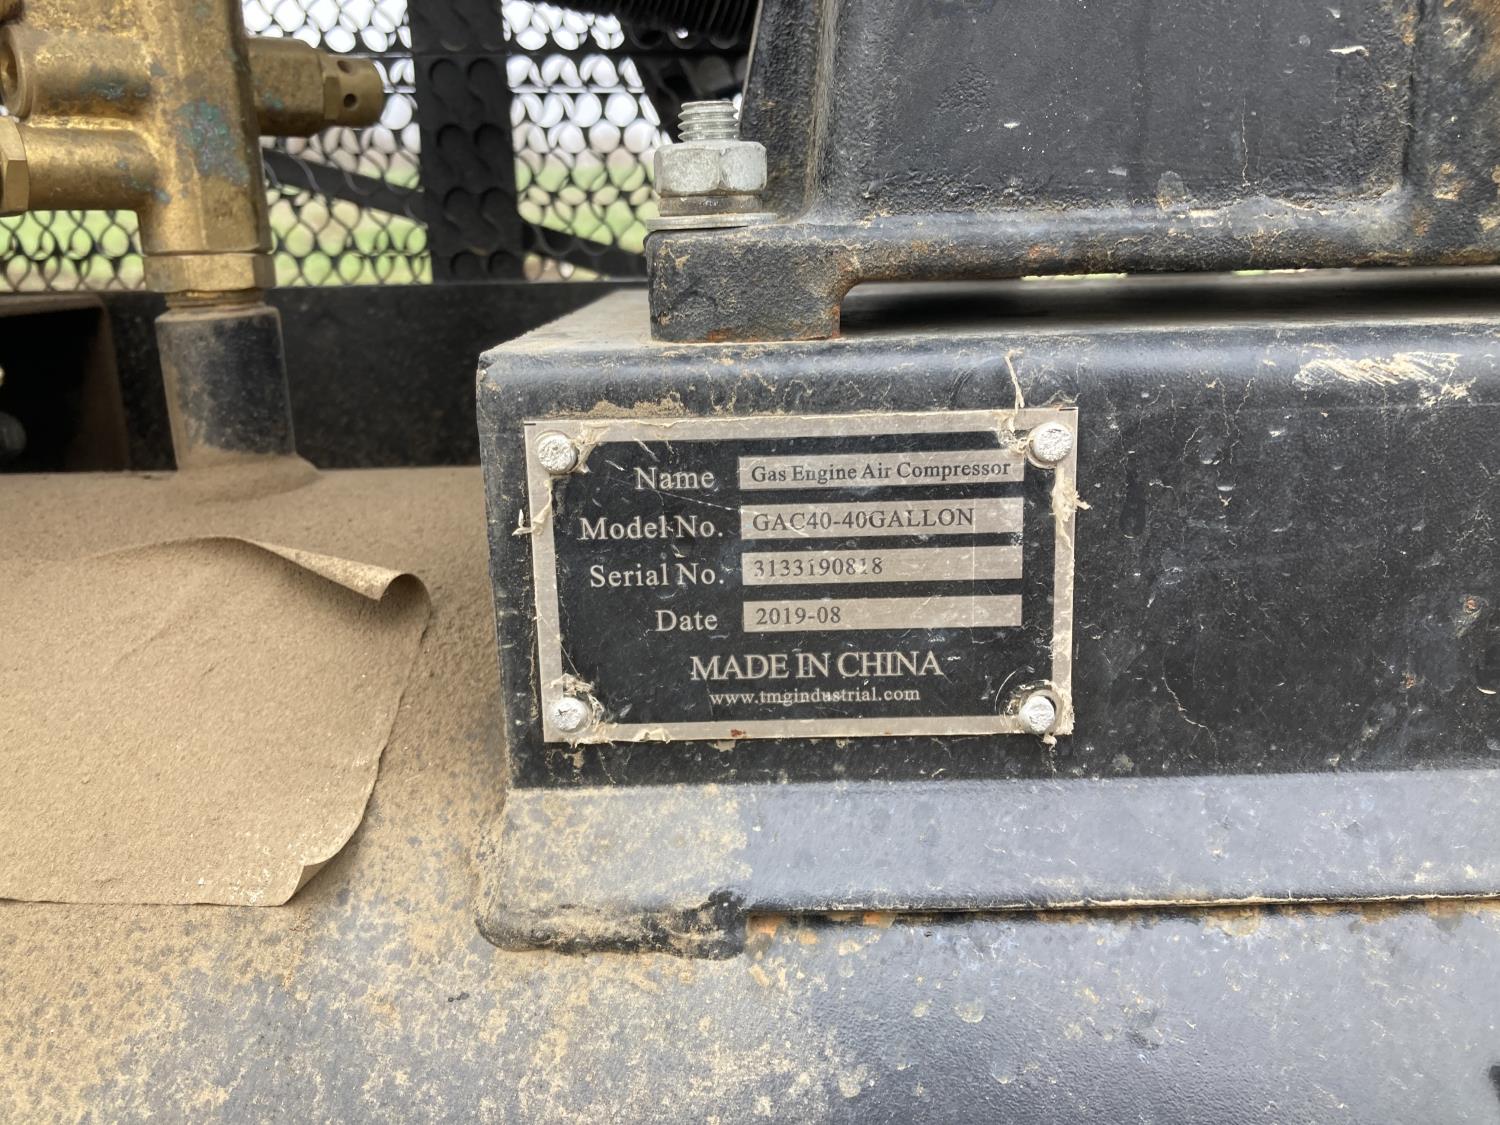 Name Gas Engine Air Compressor
Model No. GAC40-40GALLON
Serial No. 3133190818
Date 2019-08
MADE IN CHINA
www.tmgindustrial.com